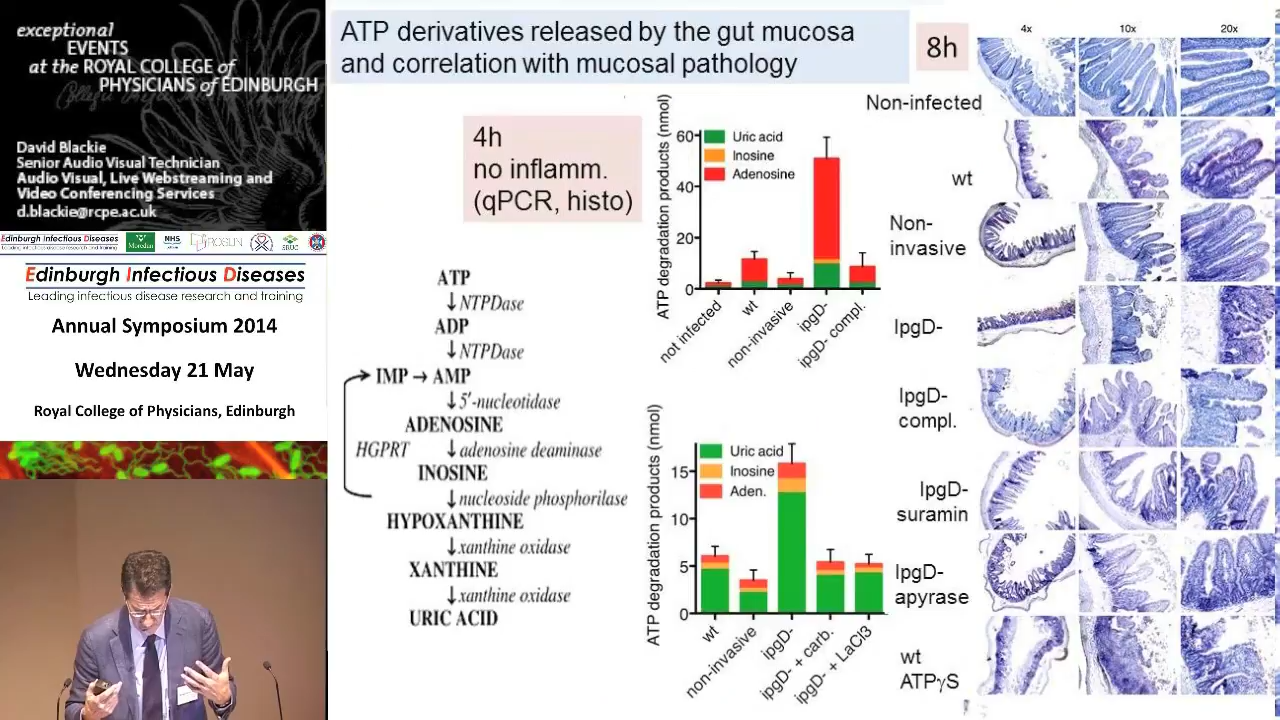 exceptional
EVENTS
at the ROYAL COLLEGE of
PHYSICIANS of EDINBURGH
David Blackie
Senior Audio Visual Technician
Audio Visual, Live Webstreaming and
Video Conferencing Services
d.blackie@rcpe.ac.uk
Edinburgh Infectious Diseases
Moredun
NHS
ROSLIN
Edinburgh Infectious Diseases
Leading infectious disease research and training
Annual Symposium 2014
Wednesday 21 May
Royal College of Physicians, Edinburgh
ATP derivatives released by the gut mucosa
and correlation with mucosal pathology
4h
no inflamm.
(qPCR, histo)
ATP
↓ NTPDase
ADP
↓ NTPDase
IMP → AMP
↓ 5'-nucleotidase
ADENOSINE
HGPRT ↓ adenosine deaminase
INOSINE
↓ nucleoside phosphorilase
HYPOXANTHINE
↓ xanthine oxidase
XANTHINE
↓ xanthine oxidase
URIC ACID
ATP degradation products (nmol)
60
40
20
0
Uric acid
Inosine
Adenosine
not infected
wt
non-invasive
ipgD-
ipgD- compl.
ATP degradation products (nmol)
15
10
5
0
Uric acid
Inosine
Aden.
wt
non-invasive
ipgD-
ipgD- + carb.
ipgD- + LaCl3
8h
4x 10x 20x
Non-infected
wt
Non-
invasive
IpgD-
IpgD-
compl.
IpgD-
suramin
IpgD-
apyrase
wt
ATPγS